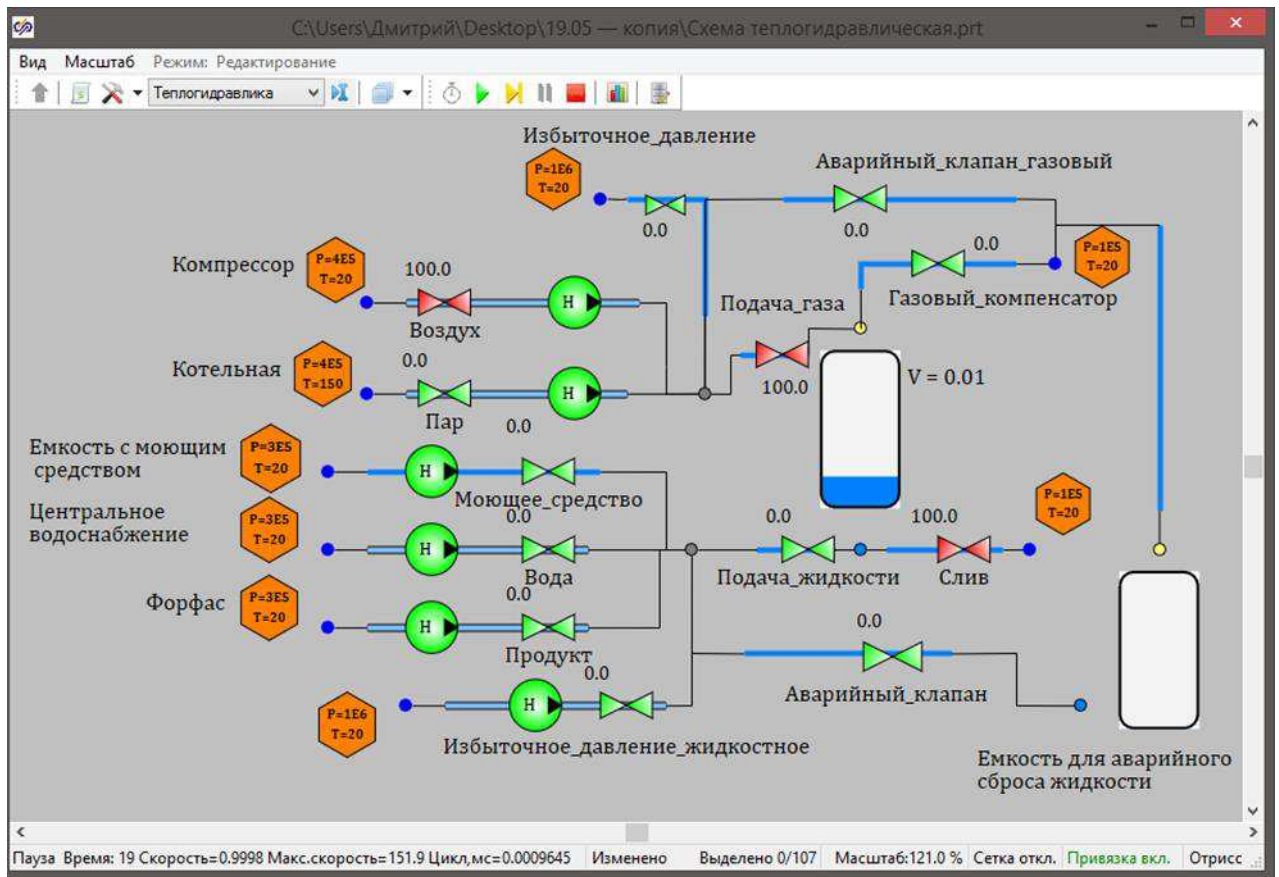 C:\Users\Дмитрий\Desktop\19.05 — копия\Схема теплогидравлическая.prt
Вид Масштаб Режим: Редактирование
Теплогидравлика
Избыточное_давление
P=1E6
T=20
0.0
Аварийный_клапан_газовый
0.0
0.0
P=1E5
T=20
Газовый_компенсатор
Компрессор
P=4E5
T=20
100.0
H
Воздух
Подача_газа
100.0
V = 0.01
Котельная
P=4E5
T=150
0.0
H
Пар
0.0
Емкость с моющим
средством
P=3E5
T=20
H
Моющее_средство
0.0
Центральное
водоснабжение
P=3E5
T=20
H
Вода
0.0
Форфас
P=3E5
T=20
H
Продукт
0.0
0.0
Подача_жидкости
100.0
Слив
P=1E5
T=20
0.0
Аварийный_клапан
P=1E6
T=20
H
Избыточное_давление_жидкостное
Емкость для аварийного
сброса жидкости
Пауза Время: 19 Скорость=0.9998 Макс.скорость=151.9 Цикл,мс=0.0009645 Изменено Выделено 0/107 Масштаб:121.0 % Сетка откл. Привязка вкл. Отрисс